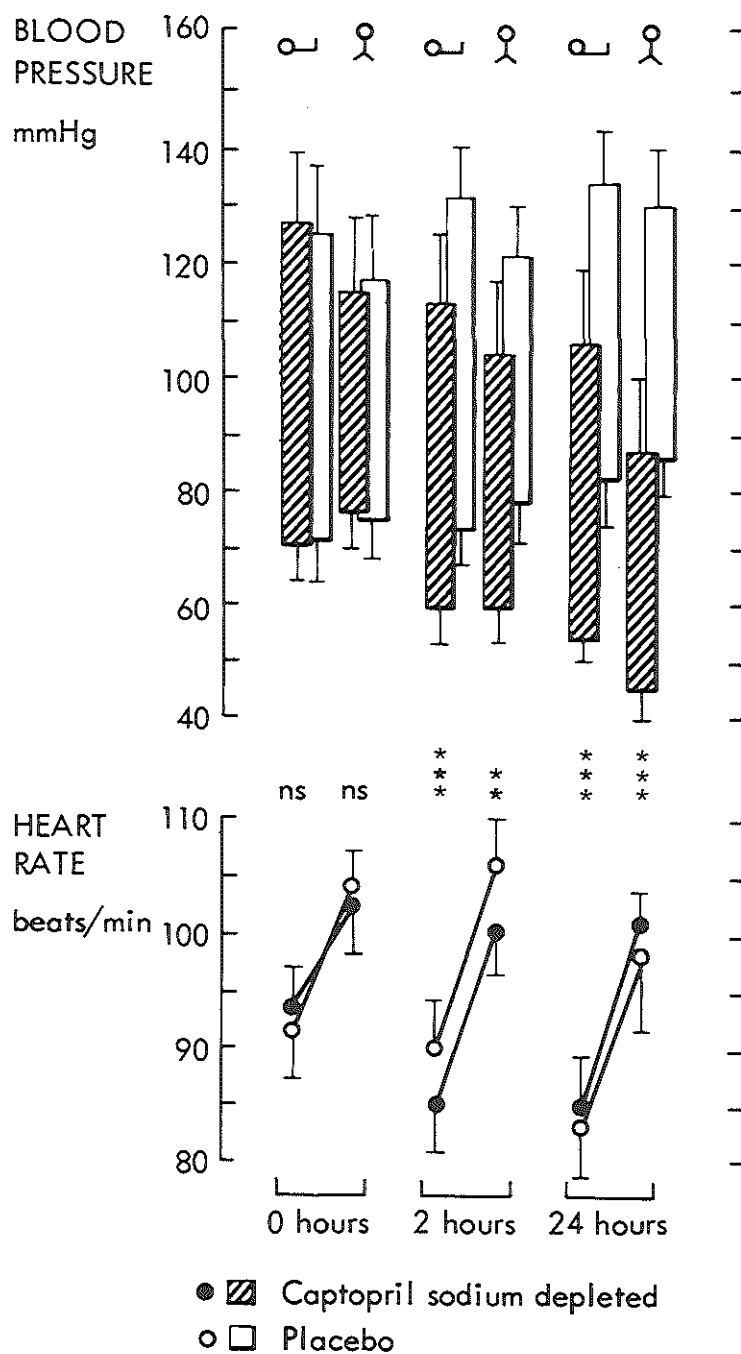 BLOOD
PRESSURE
mmHg
160
140
120
100
80
60
40
ns
ns
***
**
***
***
HEART
RATE
beats/min
110
100
90
80
0 hours
2 hours
24 hours
Captopril sodium depleted
Placebo